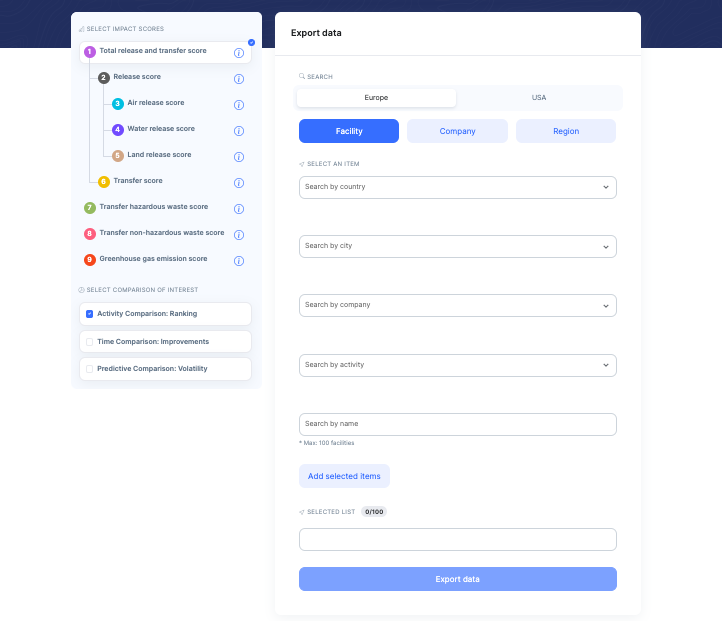 SELECT IMPACT SCORES
1 Total release and transfer score
2 Release score
3 Air release score
4 Water release score
5 Land release score
6 Transfer score
7 Transfer hazardous waste score
8 Transfer non-hazardous waste score
9 Greenhouse gas emission score
SELECT COMPARISON OF INTEREST
Activity Comparison: Ranking
Time Comparison: Improvements
Predictive Comparison: Volatility
Export data
SEARCH
Europe USA
Facility Company Region
SELECT AN ITEM
Search by country
Search by city
Search by company
Search by activity
Search by name
* Max: 100 facilities
Add selected items
SELECTED LIST 0/100
Export data